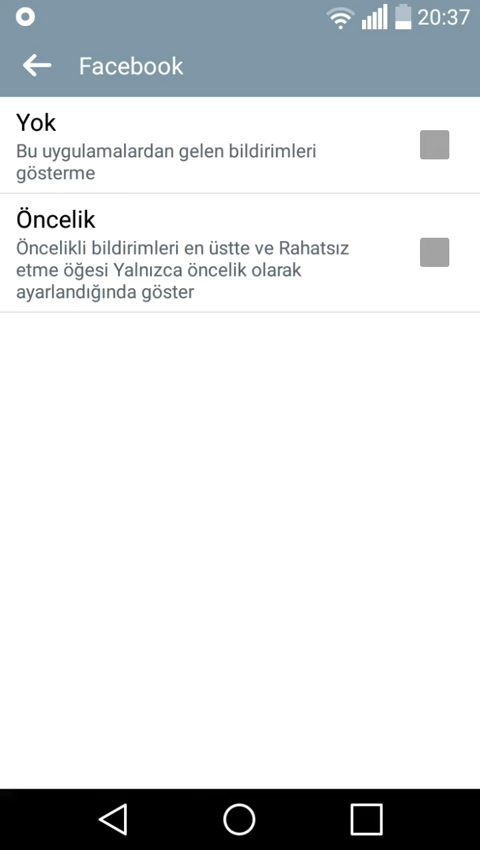 20:37
Facebook
Yok
Bu uygulamalardan gelen bildirimleri
gösterme
Öncelik
Öncelikli bildirimleri en üstte ve Rahatsız
etme öğesi Yalnızca öncelik olarak
ayarlandığında göster